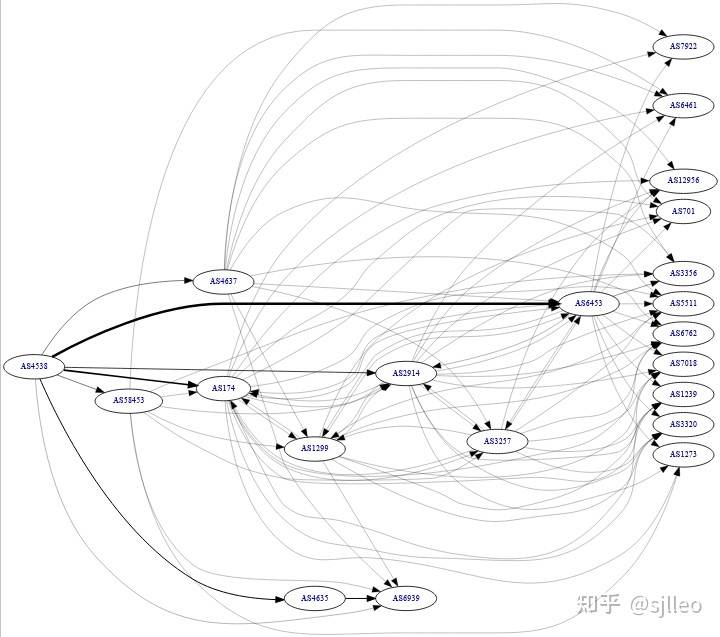 AS7922
AS6461
AS12956
AS701
AS4637
AS3356
AS6453
AS5511
AS6762
AS4538
AS2914
AS7018
AS174
AS58453
AS1239
AS3320
AS3257
AS1299
AS1273
AS4635
AS6939
知乎 @sjlleo